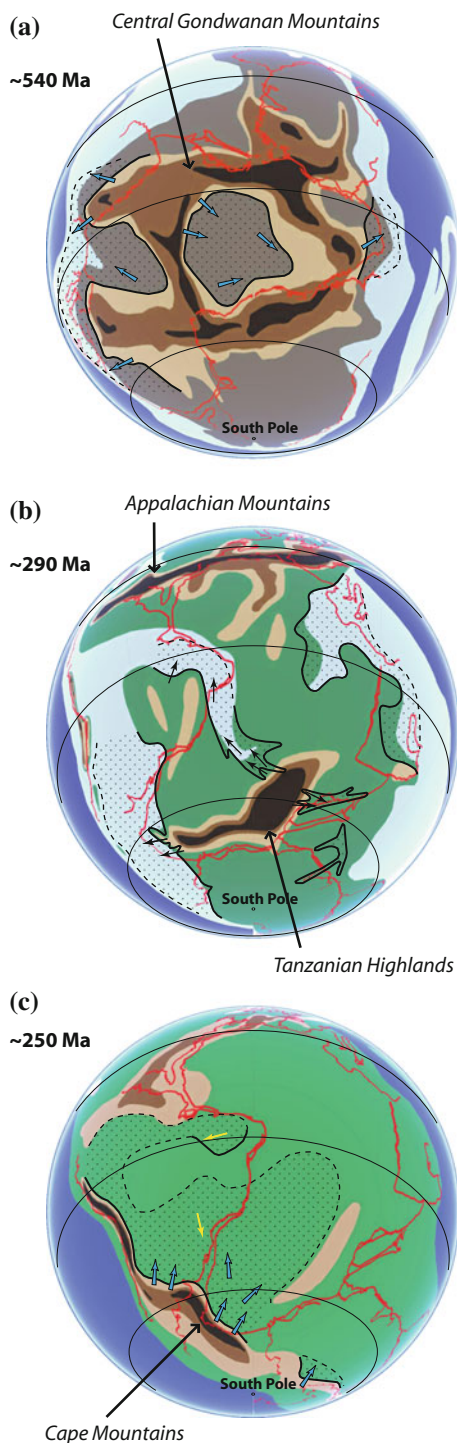 (a)
Central Gondwanan Mountains
~540 Ma
South Pole
(b)
Appalachian Mountains
~290 Ma
South Pole
Tanzanian Highlands
(c)
~250 Ma
South Pole
Cape Mountains